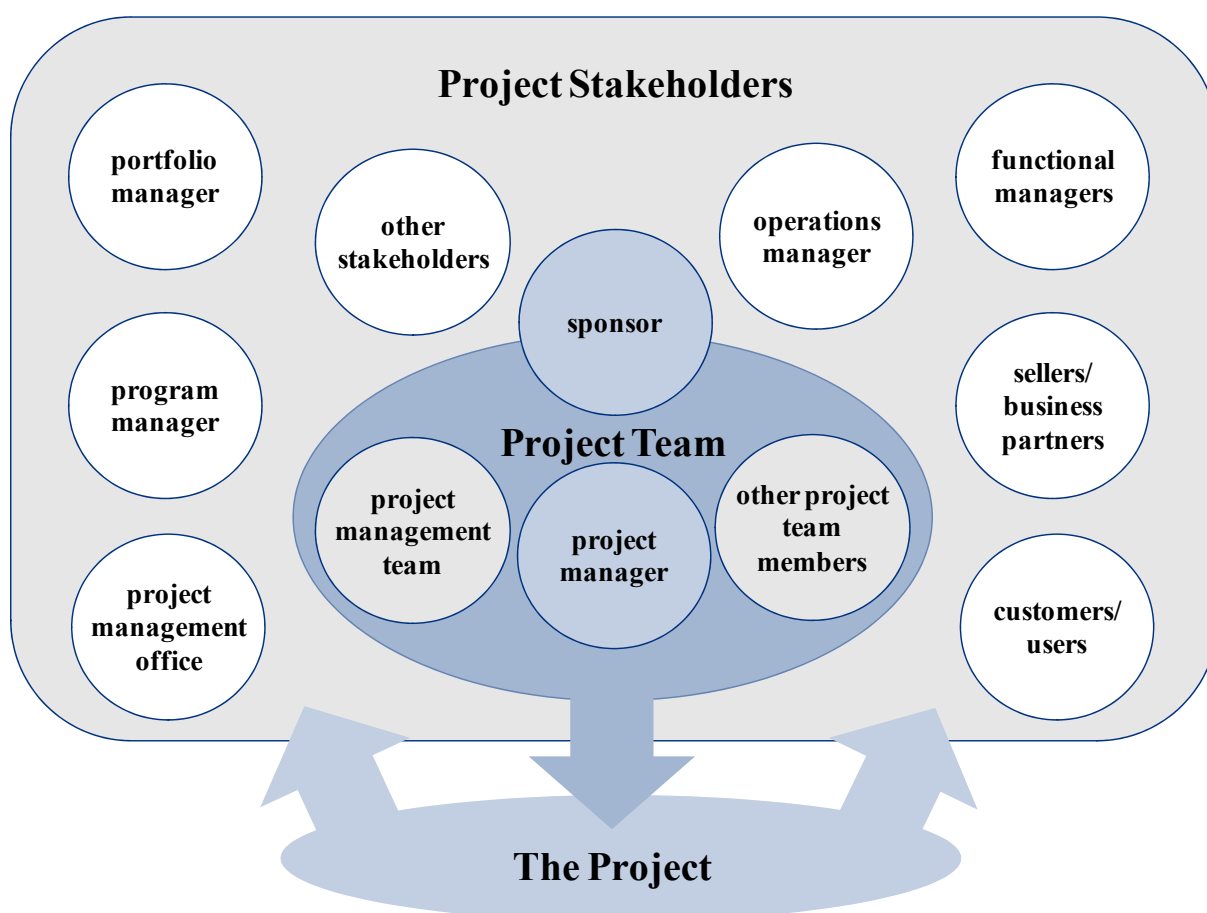 Project Stakeholders
portfolio
manager
other
stakeholders
operations
manager
functional
managers
sponsor
program
manager
sellers/
business
partners
Project Team
project
management
team
project
manager
other project
team
members
project
management
office
customers/
users
The Project